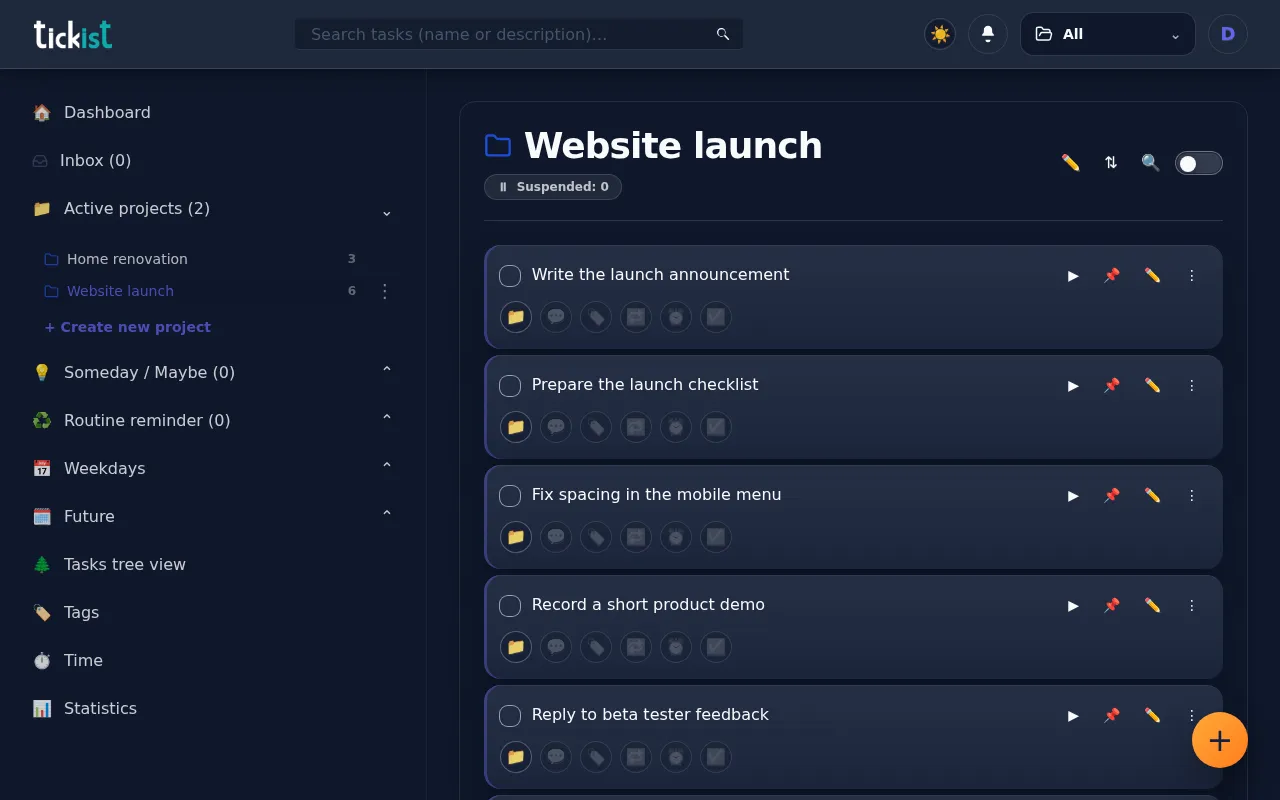 tickist
Search tasks (name or description)...
All
D
Dashboard
Inbox (0)
Active projects (2)
Home renovation 3
Website launch 6
+ Create new project
Someday / Maybe (0)
Routine reminder (0)
Weekdays
Future
Tasks tree view
Tags
Time
Statistics
Website launch
Suspended: 0
Write the launch announcement
Prepare the launch checklist
Fix spacing in the mobile menu
Record a short product demo
Reply to beta tester feedback